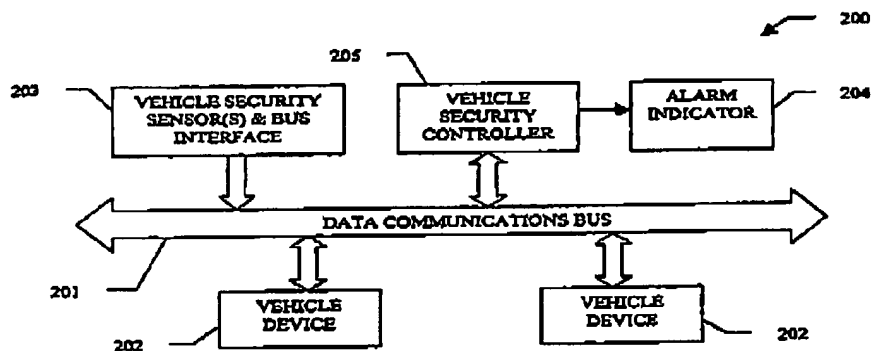 200
205
203
VEHICLE SECURITY
SENSOR(S) & BUS
INTERFACE
VEHICLE
SECURITY
CONTROLLER
ALARM
INDICATOR
204
DATA COMMUNICATIONS BUS
201
VEHICLE
DEVICE
202
VEHICLE
DEVICE
202